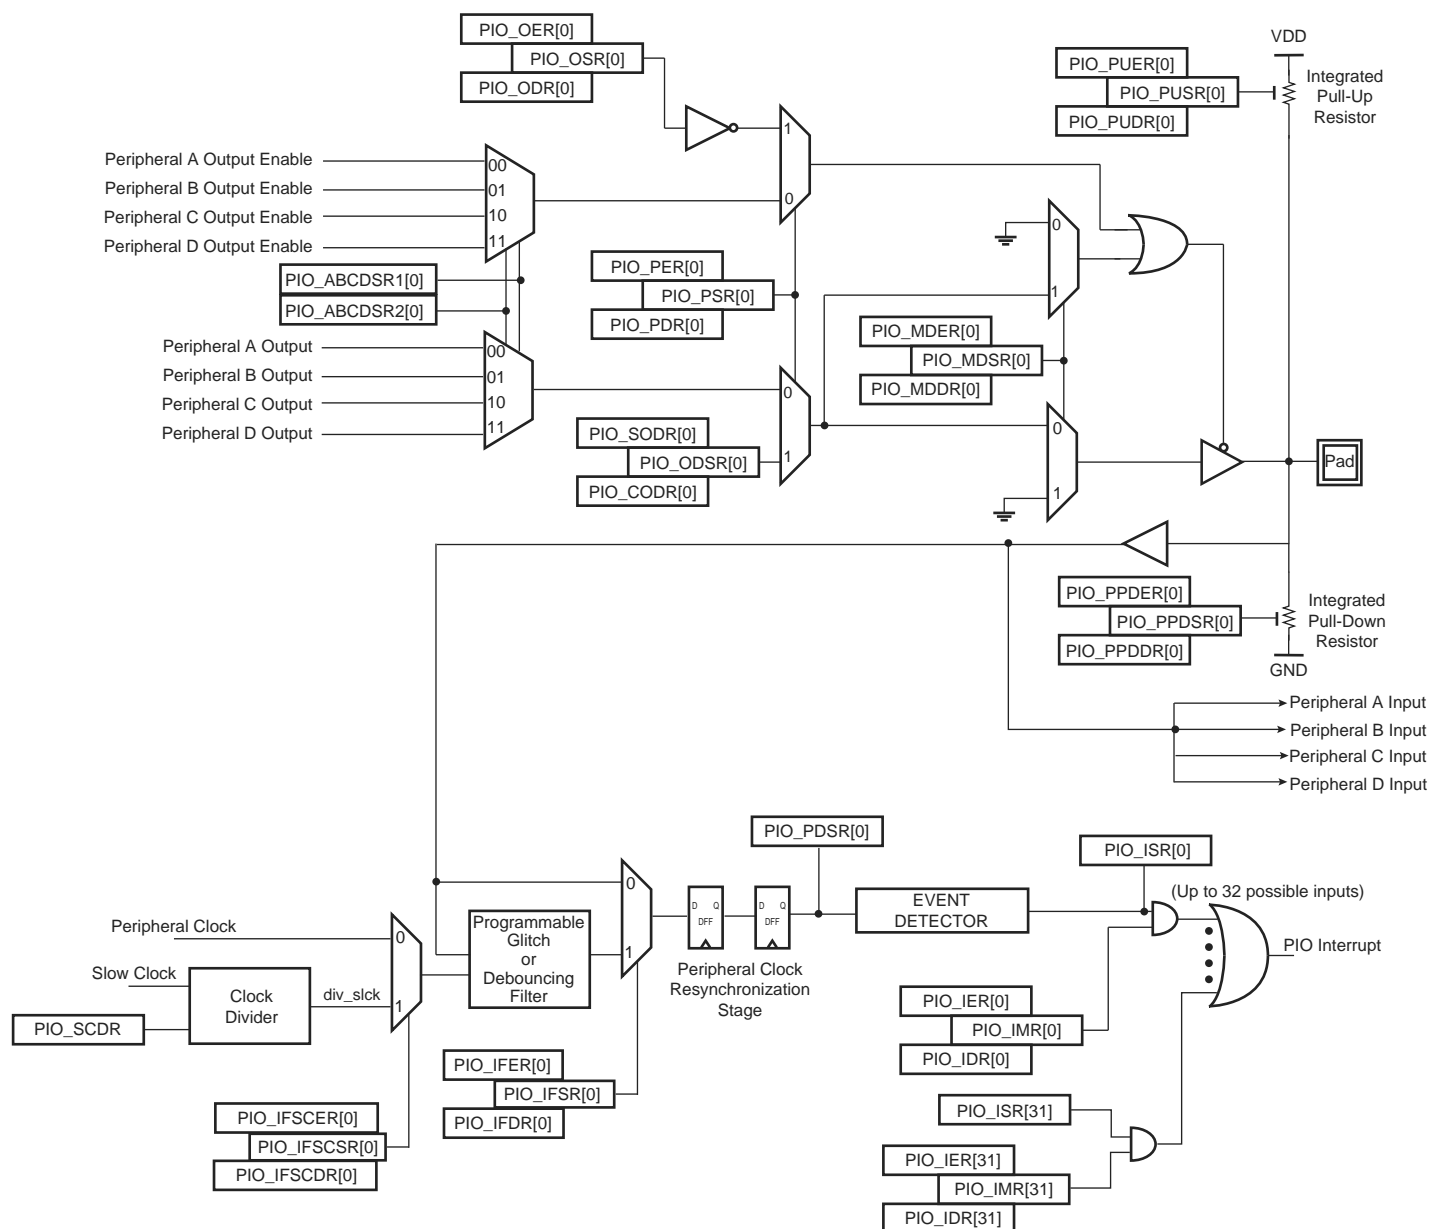 PIO_OER[0]
PIO_OSR[0]
PIO_ODR[0]
VDD
PIO_PUER[0]
PIO_PUSR[0]
PIO_PUDR[0]
Integrated
Pull-Up
Resistor
1
0
Peripheral A Output Enable
Peripheral B Output Enable
Peripheral C Output Enable
Peripheral D Output Enable
00
01
10
11
PIO_ABCDSR1[0]
PIO_ABCDSR2[0]
PIO_PER[0]
PIO_PSR[0]
PIO_PDR[0]
0
1
PIO_MDER[0]
PIO_MDSR[0]
PIO_MDDR[0]
Peripheral A Output
Peripheral B Output
Peripheral C Output
Peripheral D Output
00
01
10
11
0
1
PIO_SODR[0]
PIO_ODSR[0]
PIO_CODR[0]
0
1
Pad
PIO_PPDER[0]
PIO_PPDSR[0]
PIO_PPDDR[0]
Integrated
Pull-Down
Resistor
GND
Peripheral A Input
Peripheral B Input
Peripheral C Input
Peripheral D Input
PIO_PDSR[0]
PIO_ISR[0]
(Up to 32 possible inputs)
0
1
D
Q
DFF
D
Q
DFF
EVENT
DETECTOR
Peripheral Clock
Slow Clock
PIO_SCDR
Clock
Divider
div_slck
0
1
Programmable
Glitch
or
Debouncing
Filter
Peripheral Clock
Resynchronization
Stage
PIO Interrupt
PIO_IER[0]
PIO_IMR[0]
PIO_IDR[0]
PIO_IFER[0]
PIO_IFSR[0]
PIO_IFDR[0]
PIO_IFSCER[0]
PIO_IFSCSR[0]
PIO_IFSCDR[0]
PIO_ISR[31]
PIO_IER[31]
PIO_IMR[31]
PIO_IDR[31]